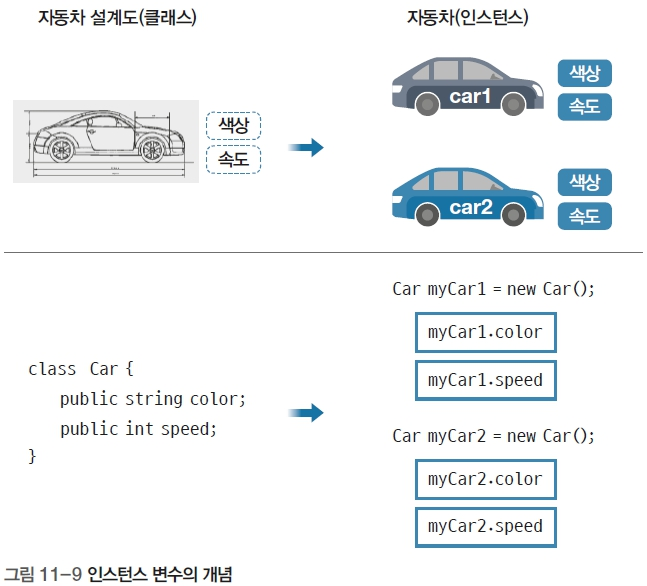 자동차 설계도(클래스)
자동차(인스턴스)
색상
속도
car1
색상
속도
car2
색상
속도
class Car {
public string color;
public int speed;
}
Car myCar1 = new Car();
myCar1.color
myCar1.speed
Car myCar2 = new Car();
myCar2.color
myCar2.speed
그림 11-9 인스턴스 변수의 개념